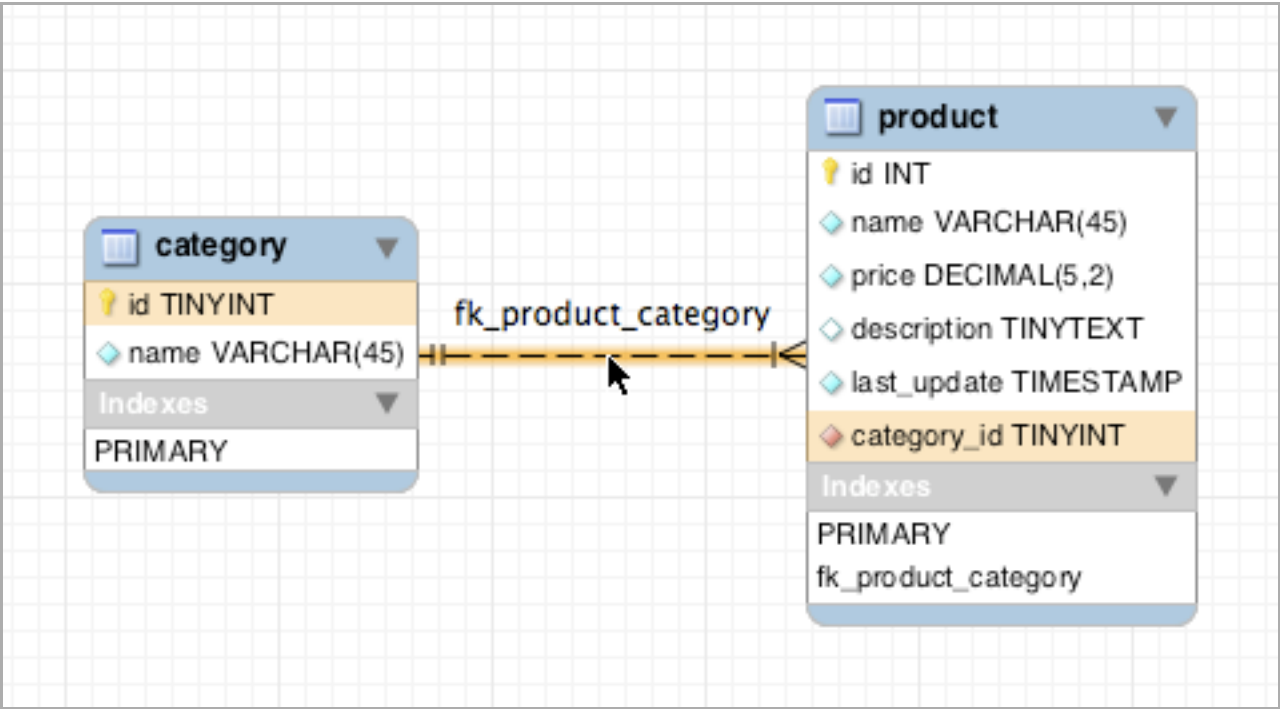 category
id TINYINT
name VARCHAR(45)
Indexes
PRIMARY
fk_product_category
product
id INT
name VARCHAR(45)
price DECIMAL(5,2)
description TINYTEXT
last_update TIMESTAMP
category_id TINYINT
Indexes
PRIMARY
fk_product_category